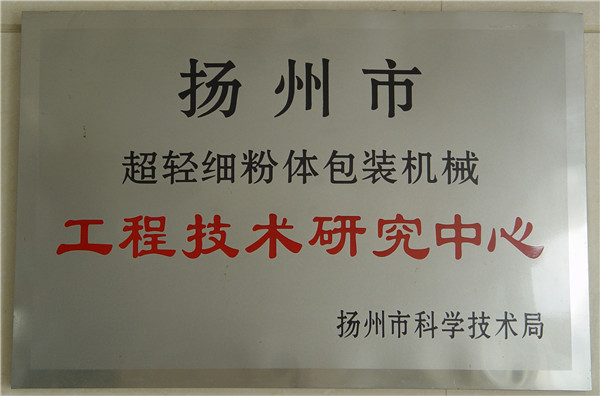 扬州市
超轻细粉体包装机械
工程技术研究中心
扬州市科学技术局